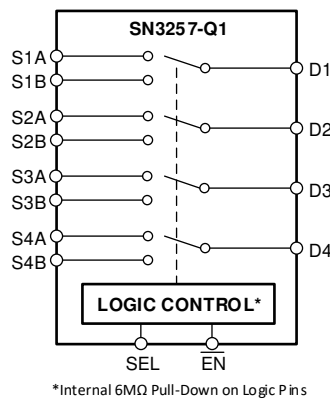 SN3257-Q1
S1A
S1B
D1
S2A
S2B
D2
S3A
S3B
D3
S4A
S4B
D4
LOGIC CONTROL*
SEL
E̅N̅
*Internal 6MΩ Pull-Down on Logic Pins